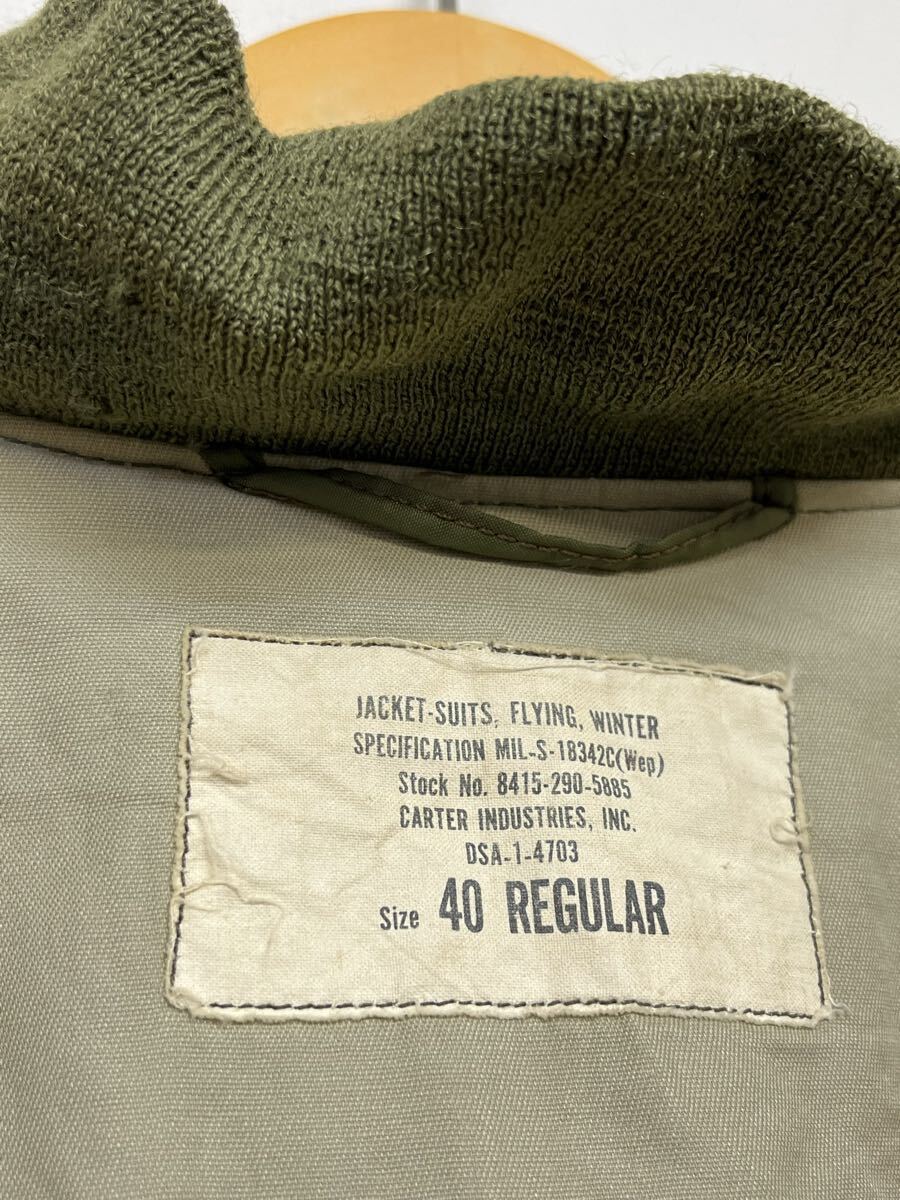 JACKET-SUITS, FLYING, WINTER
SPECIFICATION MIL-S-18342C(Wep)
Stock No. 8415-290-5885
CARTER INDUSTRIES, INC.
DSA-1-4703
Size 40 REGULAR